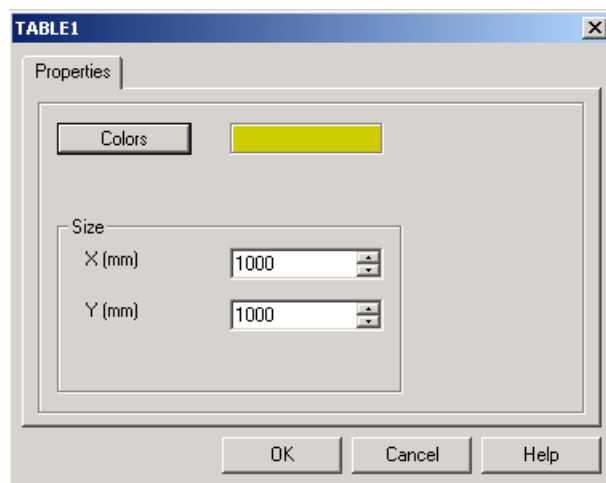 TABLE1
Properties
Colors
Size
X (mm)
1000
Y (mm)
1000
OK
Cancel
Help